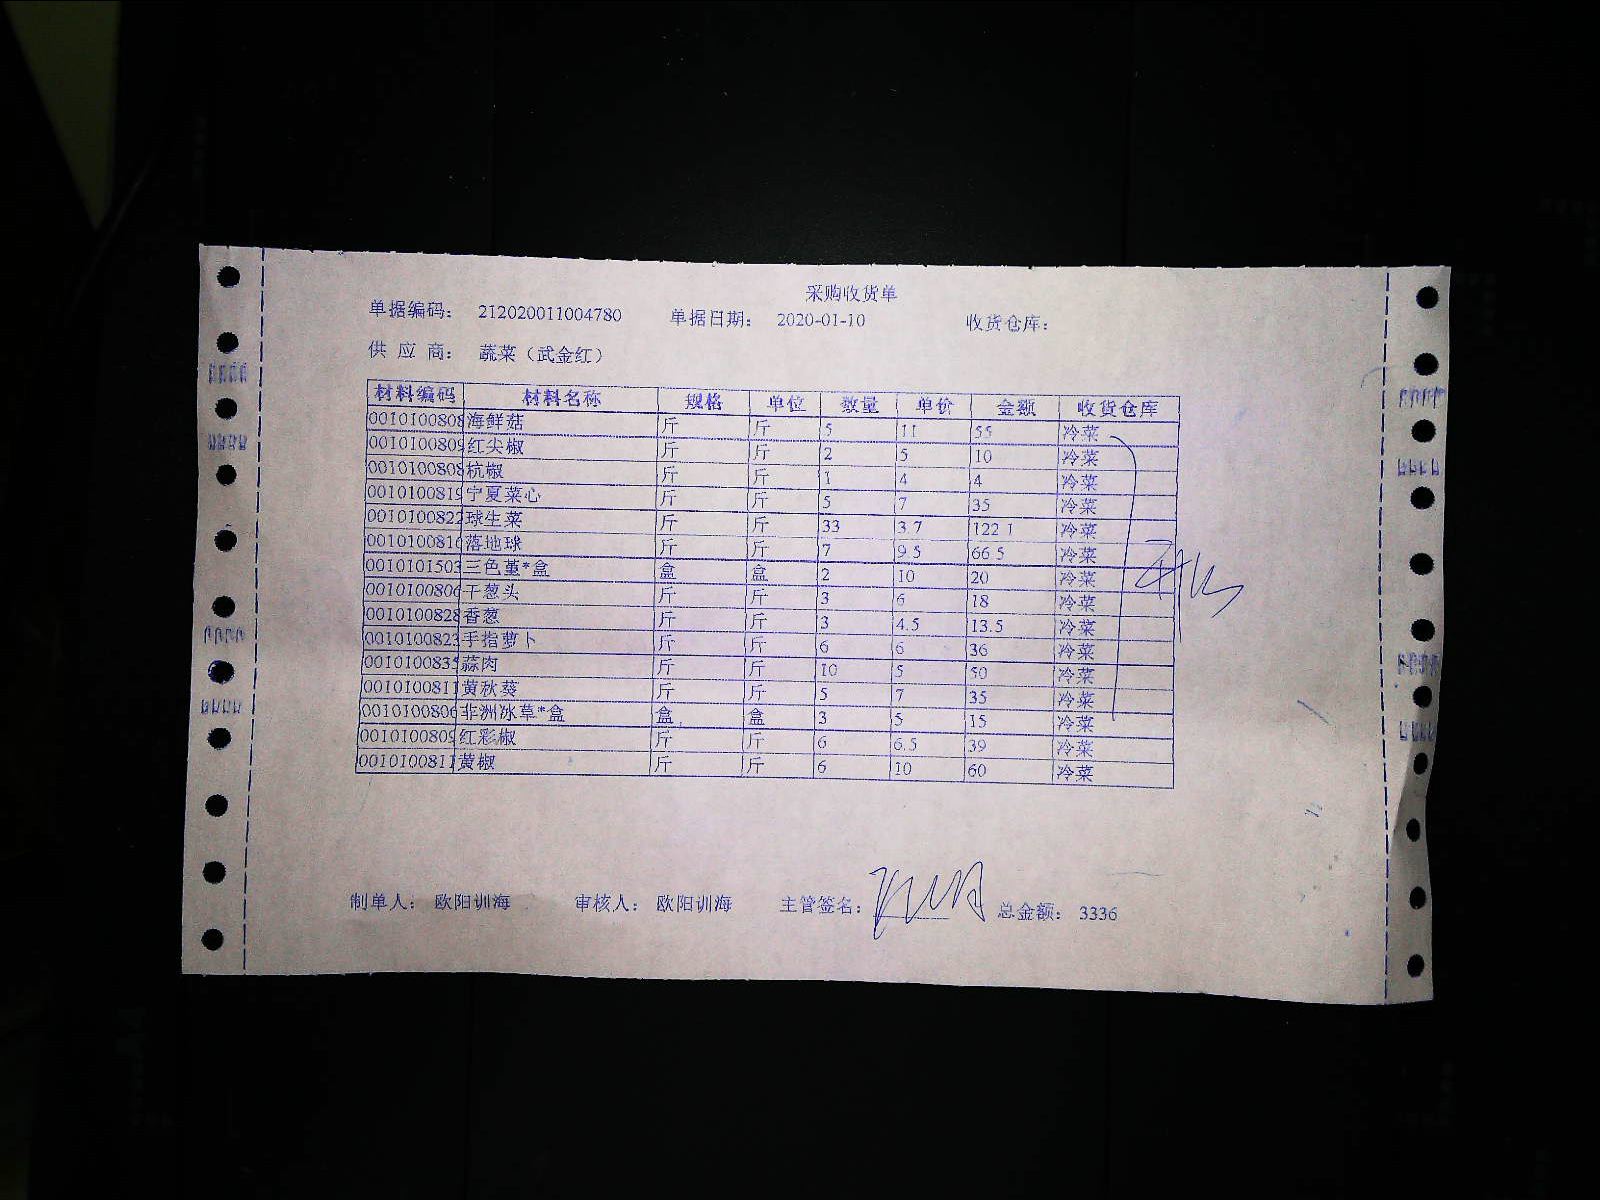 采购收货单
单据编码： 212020011004780 单据日期： 2020-01-10 收货仓库：
供 应 商： 蔬菜（武金红）
材料编码 材料名称 规格 单位 数量 单价 金额 收货仓库
0010100808 海鲜菇 斤 斤 5 11 55 冷菜
0010100809 红尖椒 斤 斤 2 5 10 冷菜
0010100808 杭椒 斤 斤 1 4 4 冷菜
0010100819 宁夏菜心 斤 斤 5 7 35 冷菜
0010100822 球生菜 斤 斤 33 3.7 122.1 冷菜
0010100816 落地球 斤 斤 7 9.5 66.5 冷菜
0010101503 三色堇*盒 盒 盒 2 10 20 冷菜
0010100806 干葱头 斤 斤 3 6 18 冷菜
0010100828 香葱 斤 斤 3 4.5 13.5 冷菜
0010100823 手指萝卜 斤 斤 6 6 36 冷菜
0010100835 蒜肉 斤 斤 10 5 50 冷菜
0010100811 黄秋葵 斤 斤 5 7 35 冷菜
0010100806 非洲冰草*盒 盒 盒 3 5 15 冷菜
0010100809 红彩椒 斤 斤 6 6.5 39 冷菜
0010100811 黄椒 斤 斤 6 10 60 冷菜
制单人： 欧阳训海 审核人： 欧阳训海 主管签名： 总金额： 3336